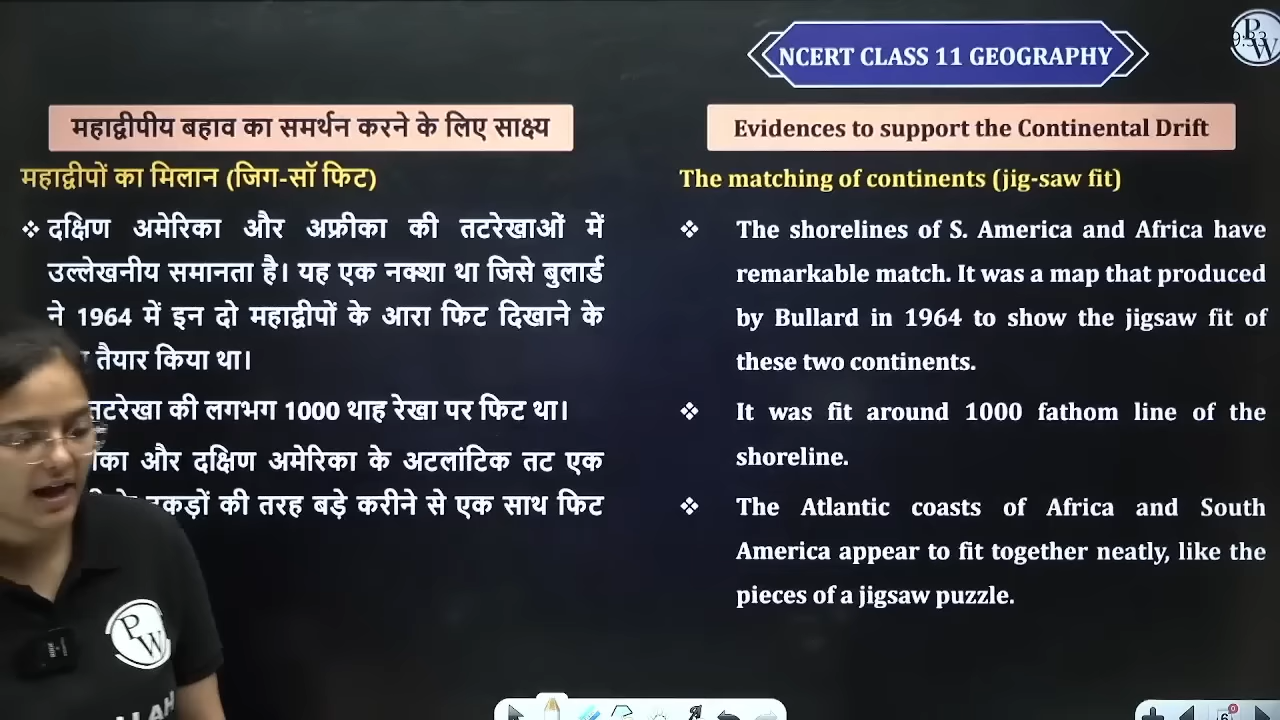 NCERT CLASS 11 GEOGRAPHY
PW
महाद्वीपीय बहाव का समर्थन करने के लिए साक्ष्य
महाद्वीपों का मिलान (जिग-सॉ फिट)
❖ दक्षिण अमेरिका और अफ्रीका की तटरेखाओं में
उल्लेखनीय समानता है। यह एक नक्शा था जिसे बुलार्ड
ने 1964 में इन दो महाद्वीपों के आरा फिट दिखाने के
तैयार किया था।
तटरेखा की लगभग 1000 थाह रेखा पर फिट था।
और दक्षिण अमेरिका के अटलांटिक तट एक
की तरह बड़े करीने से एक साथ फिट
Evidences to support the Continental Drift
The matching of continents (jig-saw fit)
❖ The shorelines of S. America and Africa have
remarkable match. It was a map that produced
by Bullard in 1964 to show the jigsaw fit of
these two continents.
❖ It was fit around 1000 fathom line of the
shoreline.
❖ The Atlantic coasts of Africa and South
America appear to fit together neatly, like the
pieces of a jigsaw puzzle.
PW